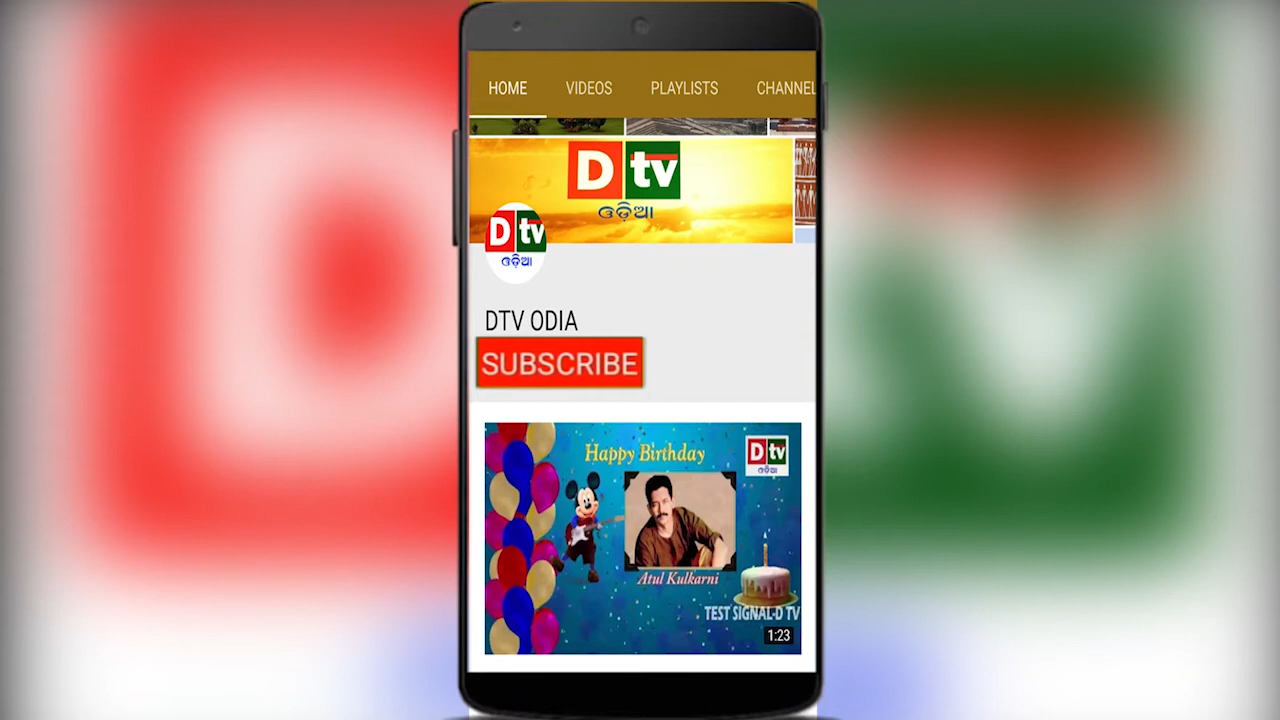 HOME VIDEOS PLAYLISTS CHANNEL
D tv
ଓଡ଼ିଆ
D tv
ଓଡ଼ିଆ
DTV ODIA
SUBSCRIBE
Happy Birthday
D tv
ଓଡ଼ିଆ
Atul Kulkarni
TEST SIGNAL-D TV
1:23